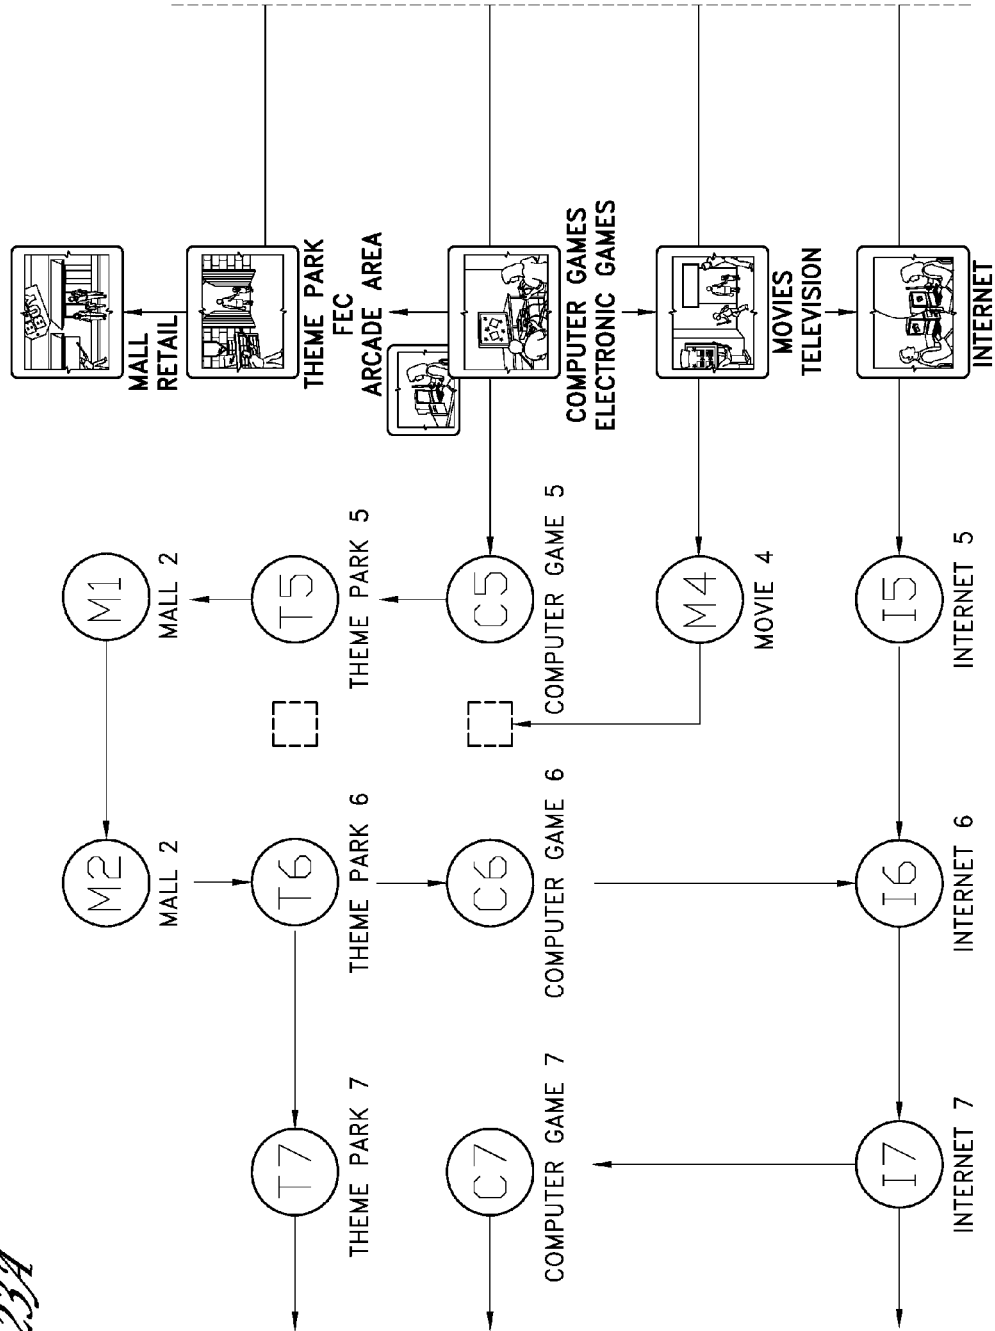 BUY
MALL
RETAIL
THEME PARK
FEC
ARCADE AREA
COMPUTER GAMES
ELECTRONIC GAMES
MOVIES
TELEVISION
INTERNET
M1
MALL 2
T5
THEME PARK 5
C5
COMPUTER GAME 5
M4
MOVIE 4
I5
INTERNET 5
M2
MALL 2
T6
THEME PARK 6
C6
COMPUTER GAME 6
I6
INTERNET 6
T7
THEME PARK 7
C7
COMPUTER GAME 7
I7
INTERNET 7
23A